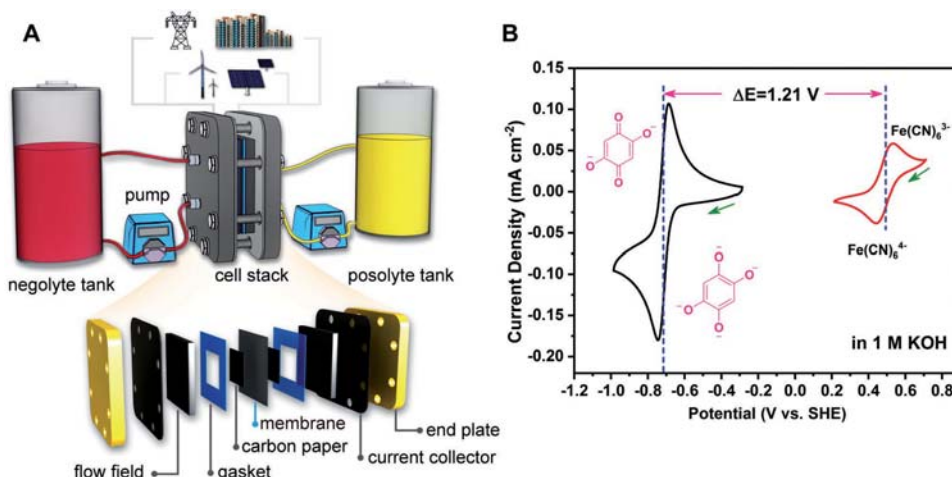 A
pump
cell stack
negolyte tank
posolyte tank
membrane
carbon paper
end plate
current collector
flow field
gasket
B
ΔE=1.21 V
Fe(CN)₆³⁻
Fe(CN)₆⁴⁻
O
O⁻
⁻O
O
O⁻
O⁻
⁻O
O⁻
in 1 M KOH
0.15
0.10
0.05
0.00
-0.05
-0.10
-0.15
-0.20
Current Density (mA cm⁻²)
-1.2 -1.0 -0.8 -0.6 -0.4 -0.2 0.0 0.2 0.4 0.6 0.8
Potential (V vs. SHE)